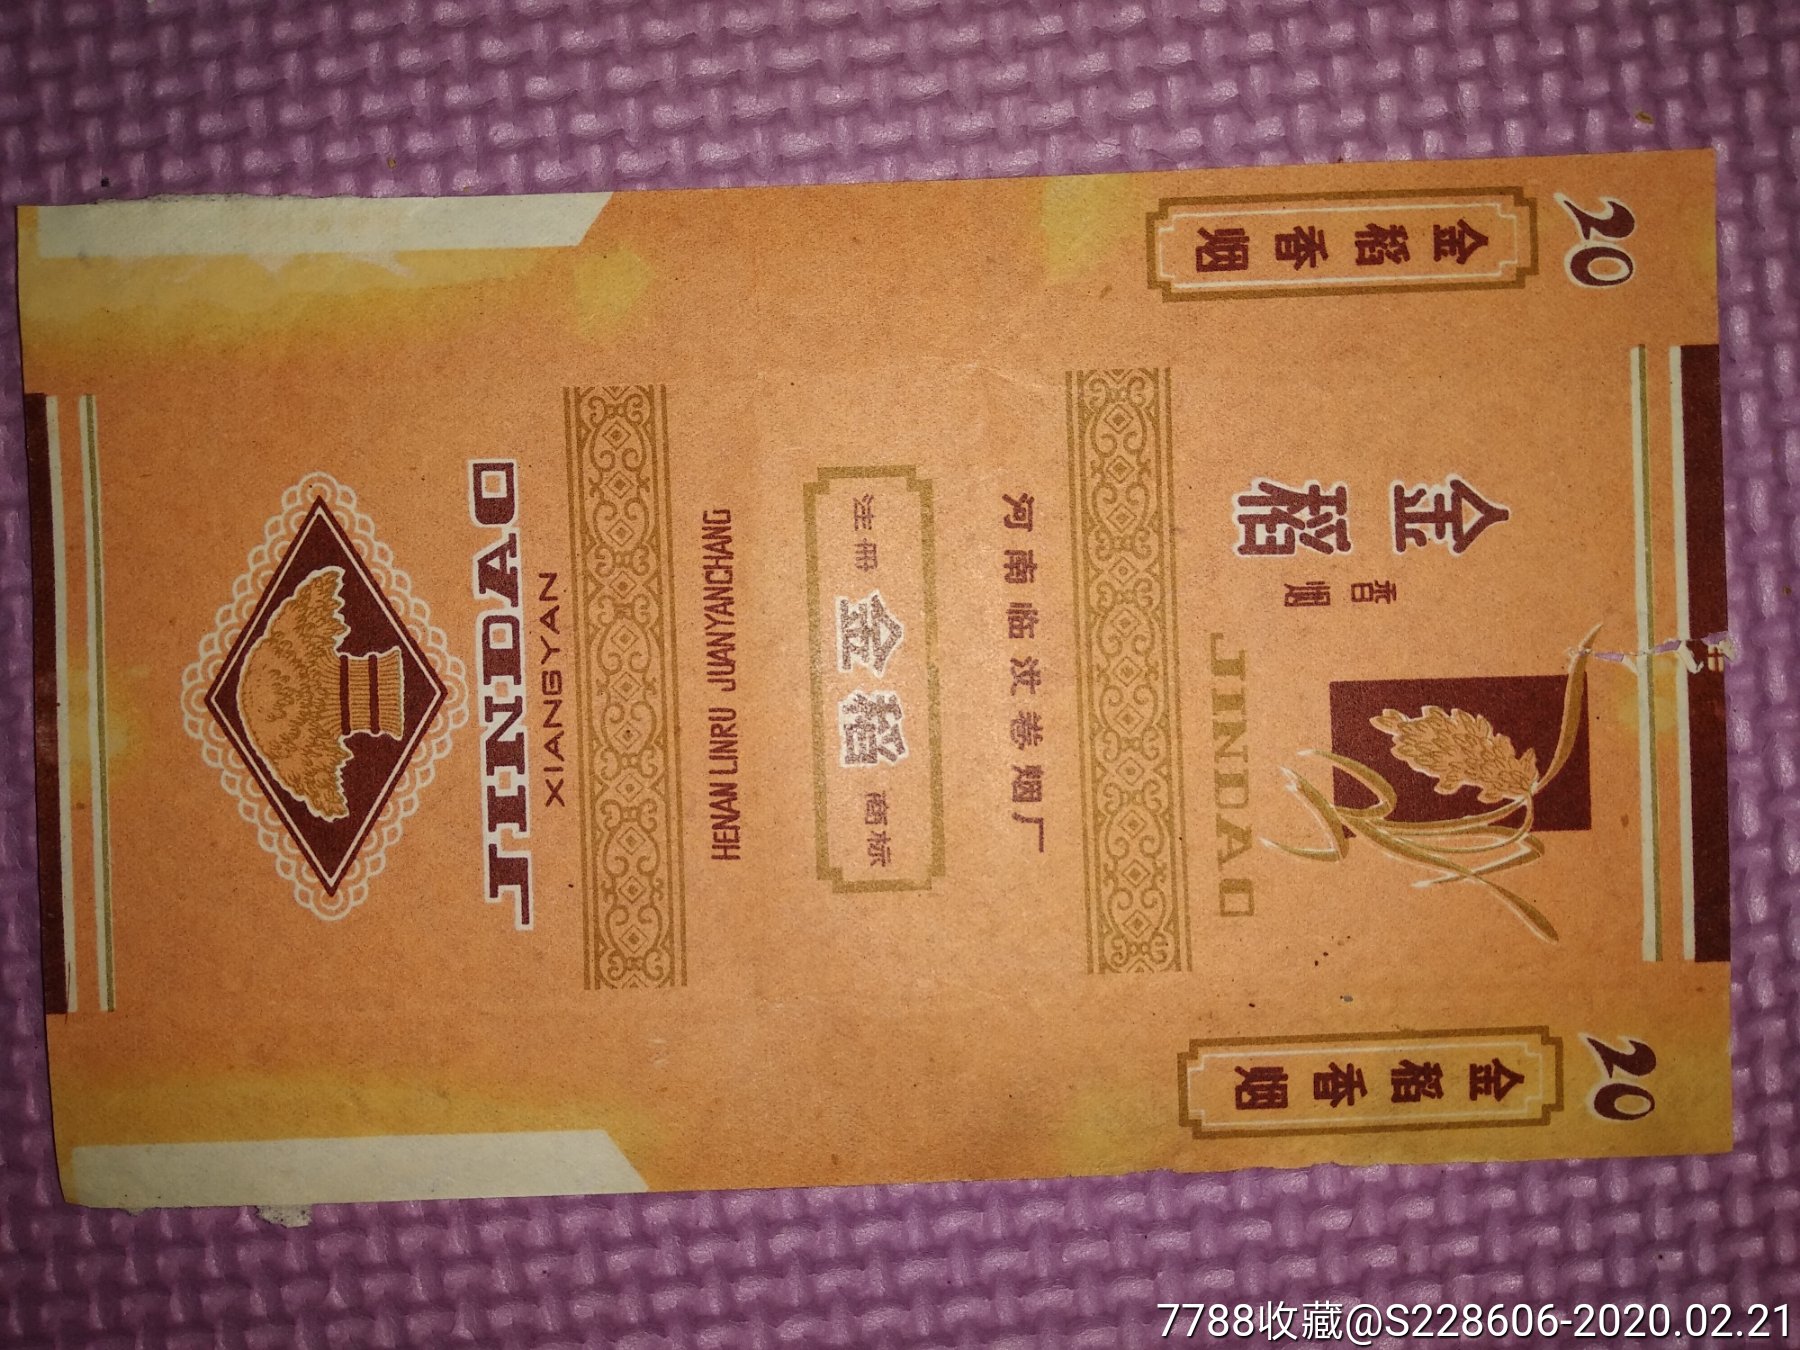 20
金稻香烟
金稻
香烟
JINDAO
20
金稻香烟
河南临汝卷烟厂
注册 金稻 商标
HENAN LINRU JUANYANCHANG
JINDAO
XIANGYAN
7788收藏@S228606-2020.02.21